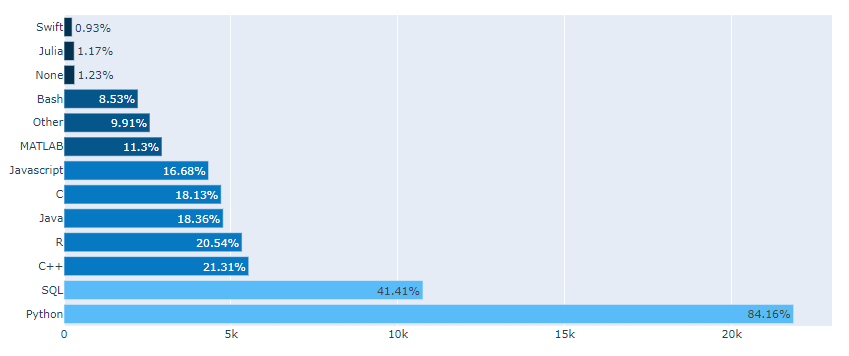 Swift 0.93%
Julia 1.17%
None 1.23%
Bash 8.53%
Other 9.91%
MATLAB 11.3%
Javascript 16.68%
C 18.13%
Java 18.36%
R 20.54%
C++ 21.31%
SQL 41.41%
Python 84.16%
0 5k 10k 15k 20k